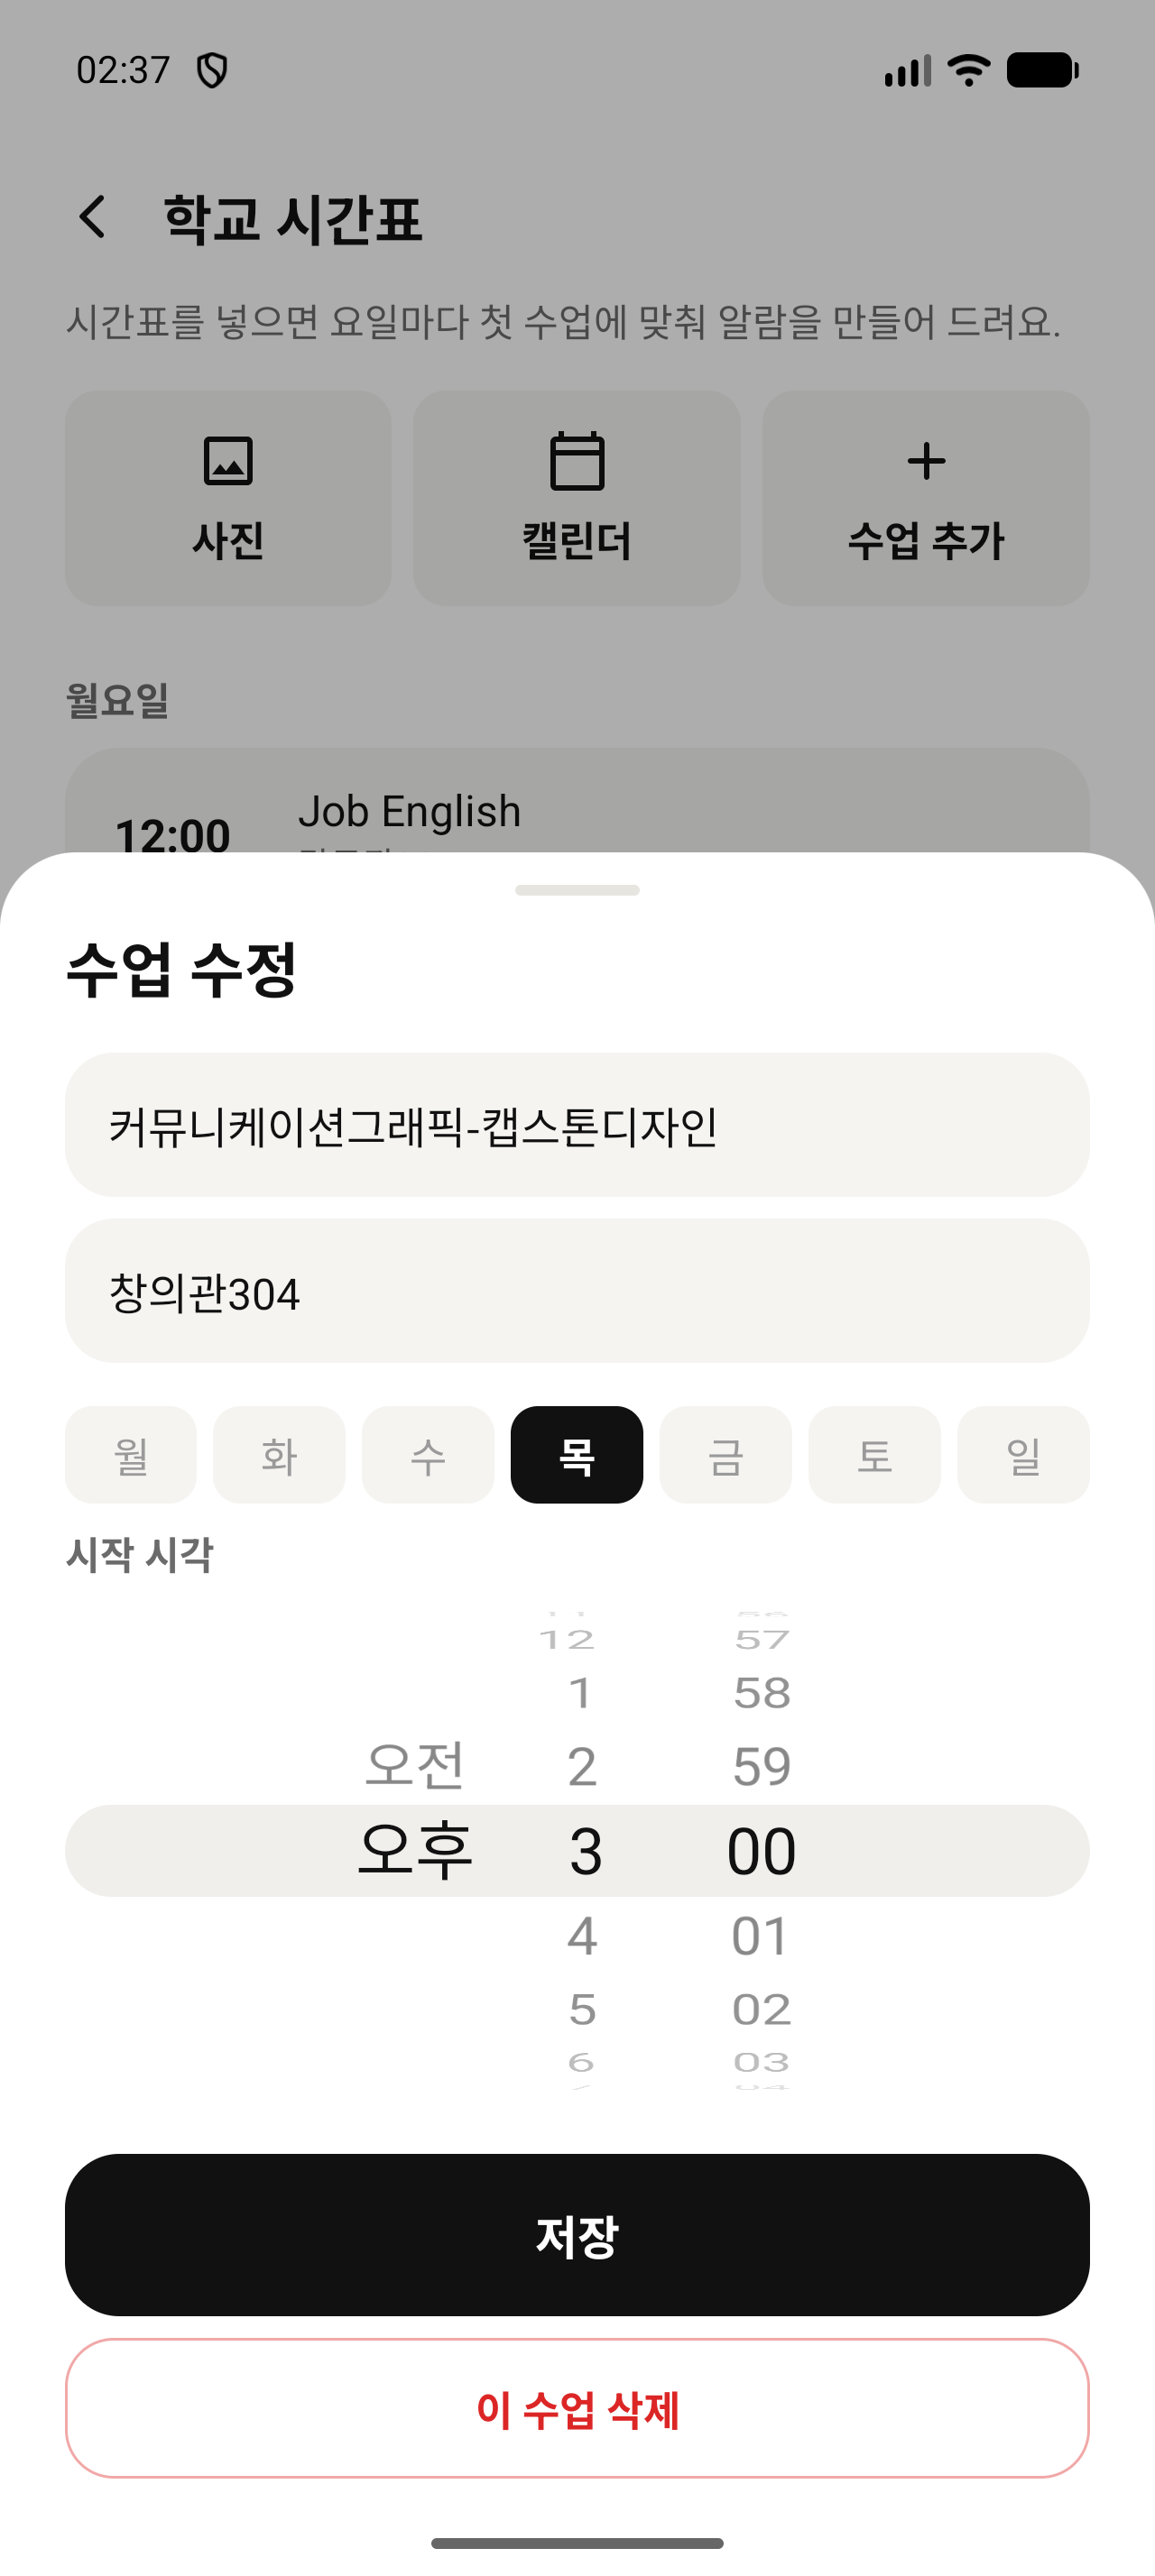 02:37
학교 시간표
시간표를 넣으면 요일마다 첫 수업에 맞춰 알람을 만들어 드려요.
사진
캘린더
수업 추가
월요일
12:00
Job English
수업 수정
커뮤니케이션그래픽-캡스톤디자인
창의관304
월 화 수 목 금 토 일
시작 시각
12 57
1 58
오전 2 59
오후 3 00
4 01
5 02
6 03
저장
이 수업 삭제